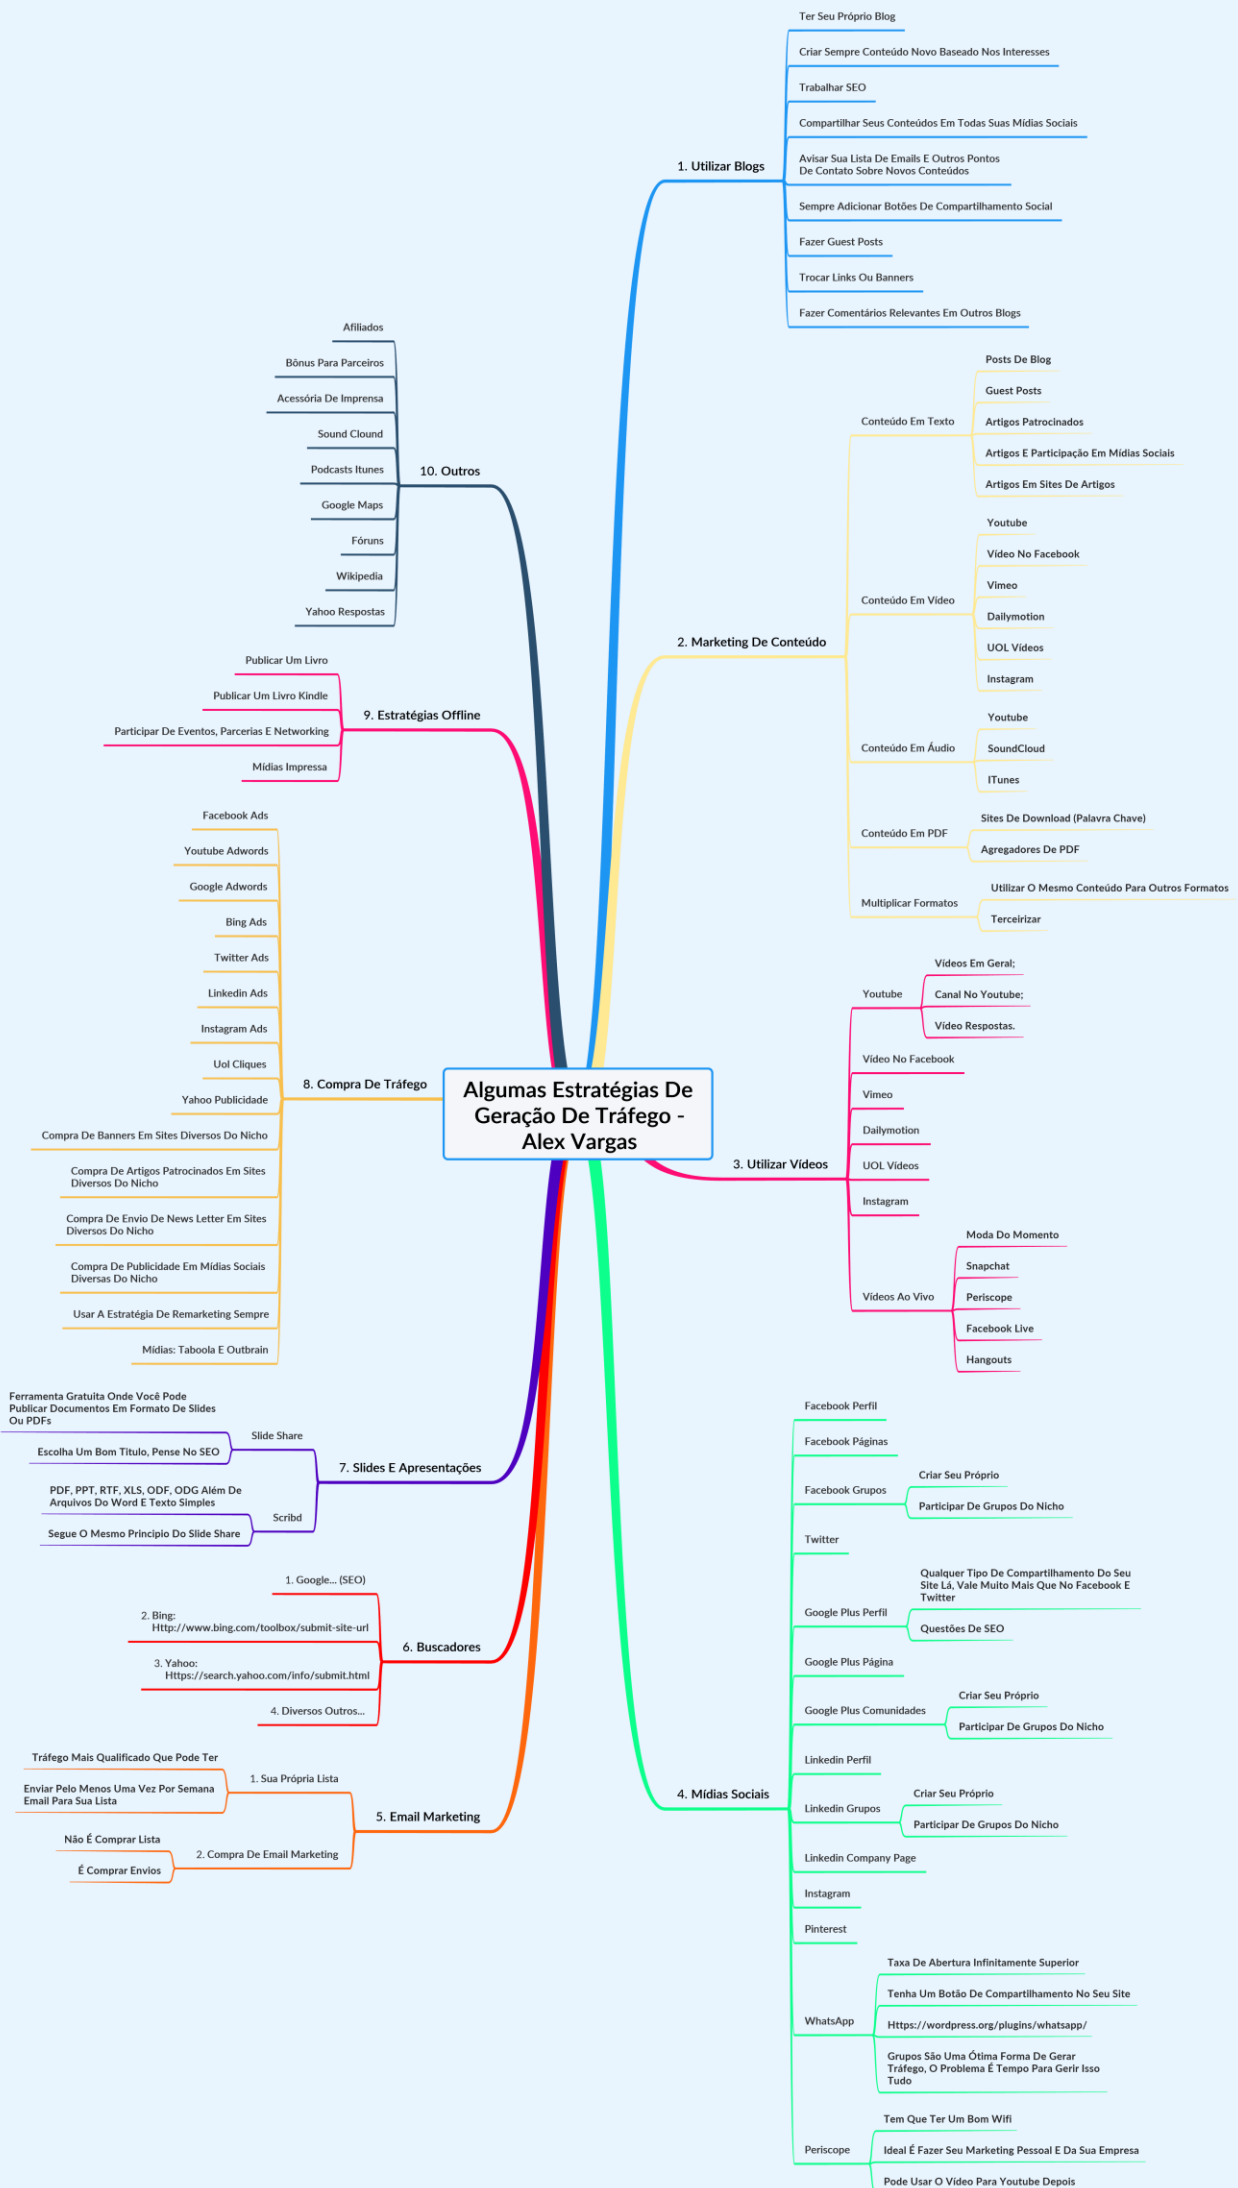 Algumas Estratégias De
Geração De Tráfego -
Alex Vargas
1. Utilizar Blogs
Ter Seu Próprio Blog
Criar Sempre Conteúdo Novo Baseado Nos Interesses
Trabalhar SEO
Compartilhar Seus Conteúdos Em Todas Suas Mídias Sociais
Avisar Sua Lista De Emails E Outros Pontos
De Contato Sobre Novos Conteúdos
Sempre Adicionar Botões De Compartilhamento Social
Fazer Guest Posts
Trocar Links Ou Banners
Fazer Comentários Relevantes Em Outros Blogs
2. Marketing De Conteúdo
Conteúdo Em Texto
Posts De Blog
Guest Posts
Artigos Patrocinados
Artigos E Participação Em Mídias Sociais
Artigos Em Sites De Artigos
Conteúdo Em Vídeo
Youtube
Vídeo No Facebook
Vimeo
Dailymotion
UOL Vídeos
Instagram
Conteúdo Em Áudio
Youtube
SoundCloud
ITunes
Conteúdo Em PDF
Sites De Download (Palavra Chave)
Agregadores De PDF
Multiplicar Formatos
Utilizar O Mesmo Conteúdo Para Outros Formatos
Terceirizar
3. Utilizar Vídeos
Youtube
Vídeos Em Geral;
Canal No Youtube;
Vídeo Respostas.
Vídeo No Facebook
Vimeo
Dailymotion
UOL Vídeos
Instagram
Vídeos Ao Vivo
Moda Do Momento
Snapchat
Periscope
Facebook Live
Hangouts
4. Mídias Sociais
Facebook Perfil
Facebook Páginas
Facebook Grupos
Criar Seu Próprio
Participar De Grupos Do Nicho
Twitter
Google Plus Perfil
Qualquer Tipo De Compartilhamento Do Seu
Site Lá, Vale Muito Mais Que No Facebook E
Twitter
Questões De SEO
Google Plus Página
Google Plus Comunidades
Criar Seu Próprio
Participar De Grupos Do Nicho
Linkedin Perfil
Linkedin Grupos
Criar Seu Próprio
Participar De Grupos Do Nicho
Linkedin Company Page
Instagram
Pinterest
WhatsApp
Taxa De Abertura Infinitamente Superior
Tenha Um Botão De Compartilhamento No Seu Site
Https://wordpress.org/plugins/whatsapp/
Grupos São Uma Ótima Forma De Gerar
Tráfego, O Problema É Tempo Para Gerir Isso
Tudo
Periscope
Tem Que Ter Um Bom Wifi
Ideal É Fazer Seu Marketing Pessoal E Da Sua Empresa
Pode Usar O Vídeo Para Youtube Depois
5. Email Marketing
1. Sua Própria Lista
Tráfego Mais Qualificado Que Pode Ter
Enviar Pelo Menos Uma Vez Por Semana
Email Para Sua Lista
2. Compra De Email Marketing
Não É Comprar Lista
É Comprar Envios
6. Buscadores
1. Google... (SEO)
2. Bing:
Http://www.bing.com/toolbox/submit-site-url
3. Yahoo:
Https://search.yahoo.com/info/submit.html
4. Diversos Outros...
7. Slides E Apresentações
Slide Share
Ferramenta Gratuita Onde Você Pode
Publicar Documentos Em Formato De Slides
Ou PDFs
Escolha Um Bom Titulo, Pense No SEO
Scribd
PDF, PPT, RTF, XLS, ODF, ODG Além De
Arquivos Do Word E Texto Simples
Segue O Mesmo Principio Do Slide Share
8. Compra De Tráfego
Facebook Ads
Youtube Adwords
Google Adwords
Bing Ads
Twitter Ads
Linkedin Ads
Instagram Ads
Uol Cliques
Yahoo Publicidade
Compra De Banners Em Sites Diversos Do Nicho
Compra De Artigos Patrocinados Em Sites
Diversos Do Nicho
Compra De Envio De News Letter Em Sites
Diversos Do Nicho
Compra De Publicidade Em Mídias Sociais
Diversas Do Nicho
Usar A Estratégia De Remarketing Sempre
Mídias: Taboola E Outbrain
9. Estratégias Offline
Publicar Um Livro
Publicar Um Livro Kindle
Participar De Eventos, Parcerias E Networking
Mídias Impressa
10. Outros
Afiliados
Bônus Para Parceiros
Acessória De Imprensa
Sound Clound
Podcasts Itunes
Google Maps
Fóruns
Wikipedia
Yahoo Respostas